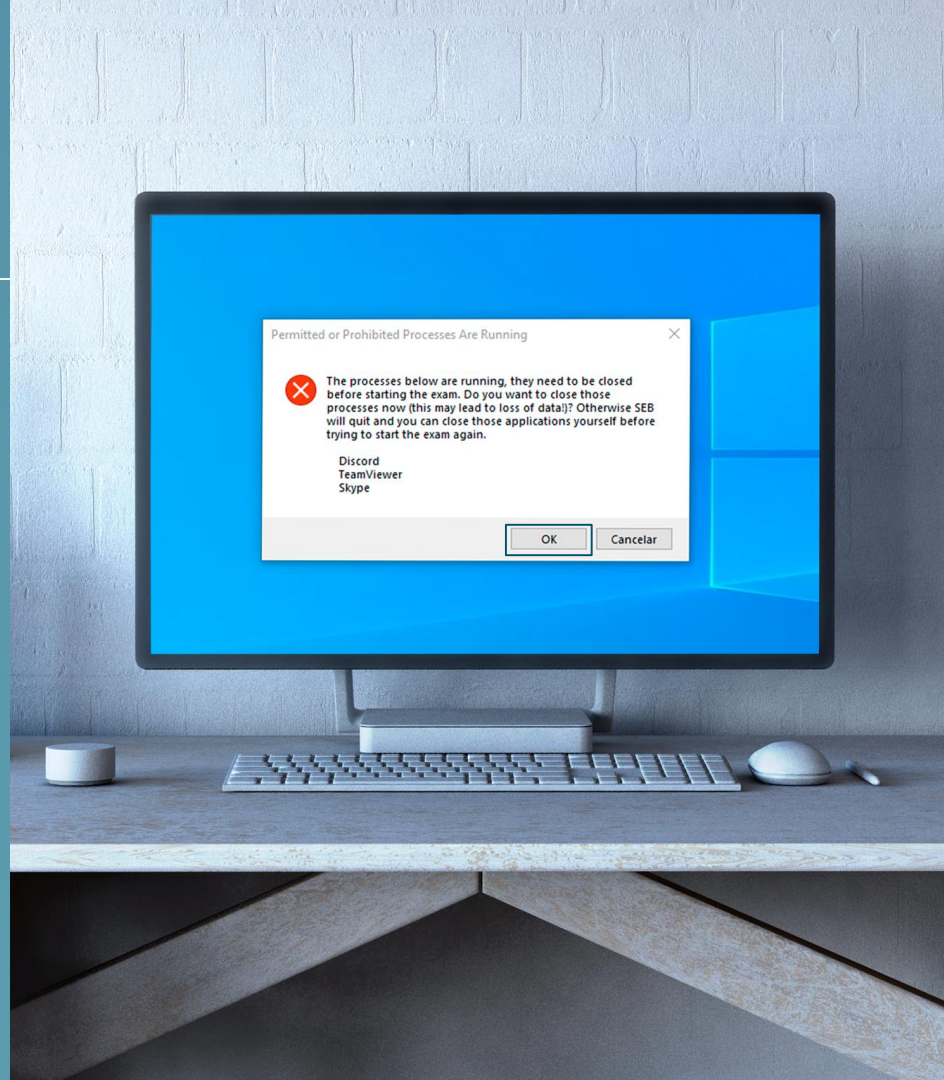 Permitted or Prohibited Processes Are Running
The processes below are running, they need to be closed
before starting the exam. Do you want to close those
processes now (this may lead to loss of data!)? Otherwise SEB
will quit and you can close those applications yourself before
trying to start the exam again.
Discord
TeamViewer
Skype
OK
Cancelar